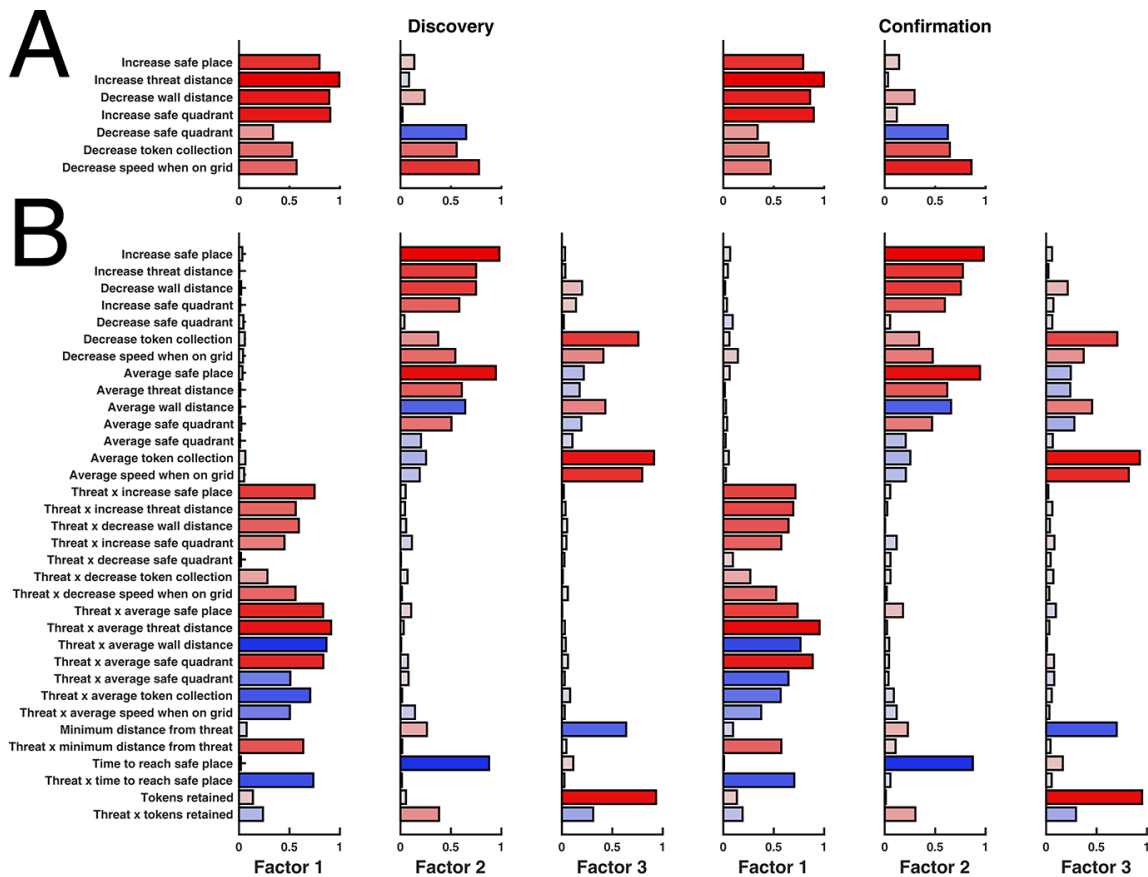 A
Discovery
Confirmation
Increase safe place
Increase threat distance
Decrease wall distance
Increase safe quadrant
Decrease safe quadrant
Decrease token collection
Decrease speed when on grid
0 0.5 1 0 0.5 1 0 0.5 1 0 0.5 1
B
Increase safe place
Increase threat distance
Decrease wall distance
Increase safe quadrant
Decrease safe quadrant
Decrease token collection
Decrease speed when on grid
Average safe place
Average threat distance
Average wall distance
Average safe quadrant
Average safe quadrant
Average token collection
Average speed when on grid
Threat x increase safe place
Threat x increase threat distance
Threat x decrease wall distance
Threat x increase safe quadrant
Threat x decrease safe quadrant
Threat x decrease token collection
Threat x decrease speed when on grid
Threat x average safe place
Threat x average threat distance
Threat x average wall distance
Threat x average safe quadrant
Threat x average safe quadrant
Threat x average token collection
Threat x average speed when on grid
Minimum distance from threat
Threat x minimum distance from threat
Time to reach safe place
Threat x time to reach safe place
Tokens retained
Threat x tokens retained
0 0.5 1 0 0.5 1 0 0.5 1 0 0.5 1 0 0.5 1 0 0.5 1
Factor 1 Factor 2 Factor 3 Factor 1 Factor 2 Factor 3